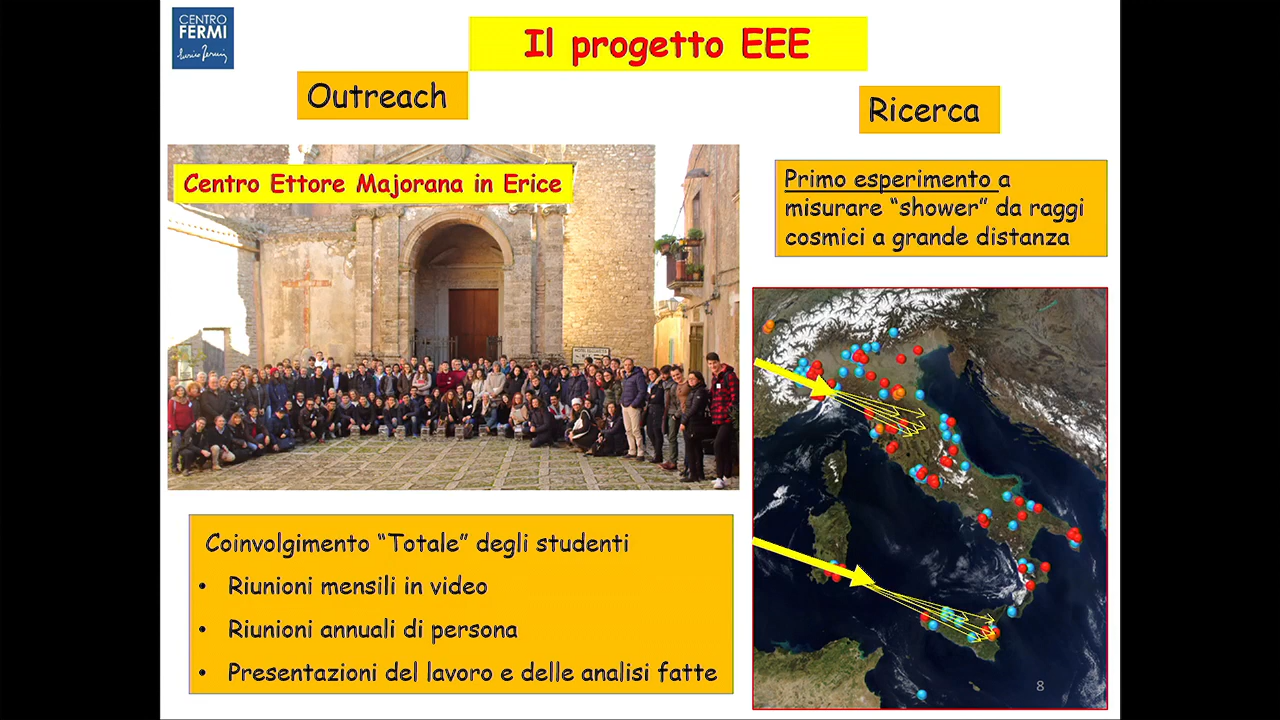 CENTRO
FERMI
Enrico Fermi
Il progetto EEE
Outreach
Ricerca
Centro Ettore Majorana in Erice
Primo esperimento a
misurare “shower” da raggi
cosmici a grande distanza
Coinvolgimento “Totale” degli studenti
• Riunioni mensili in video
• Riunioni annuali di persona
• Presentazioni del lavoro e delle analisi fatte
8